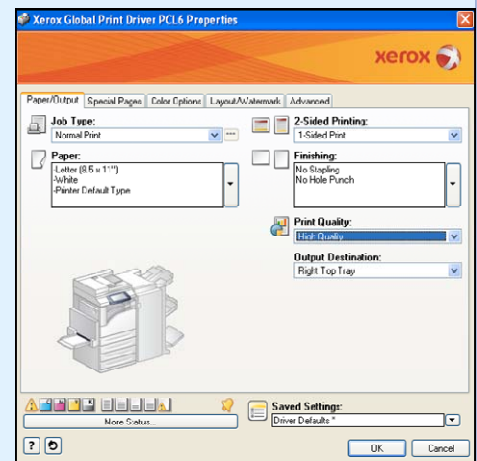 Xerox Global Print Driver PCL6 Properties
xerox
Paper/Output Special Pages Color Options Layout/Watermark Advanced
Job Type:
Normal Print
2-Sided Printing:
1-Sided Print
Paper:
-Letter (8.5 x 11")
-White
-Printer Default Type
Finishing:
No Stapling
No Hole Punch
Print Quality:
High Quality
Output Destination:
Right Top Tray
More Status...
Saved Settings:
Driver Defaults *
?
OK Cancel